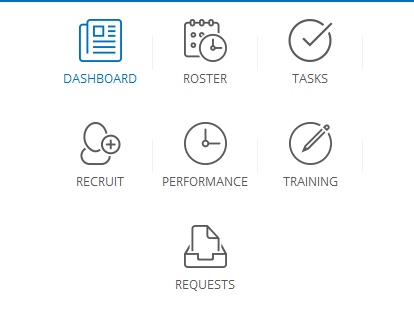 DASHBOARD
ROSTER
TASKS
RECRUIT
PERFORMANCE
TRAINING
REQUESTS